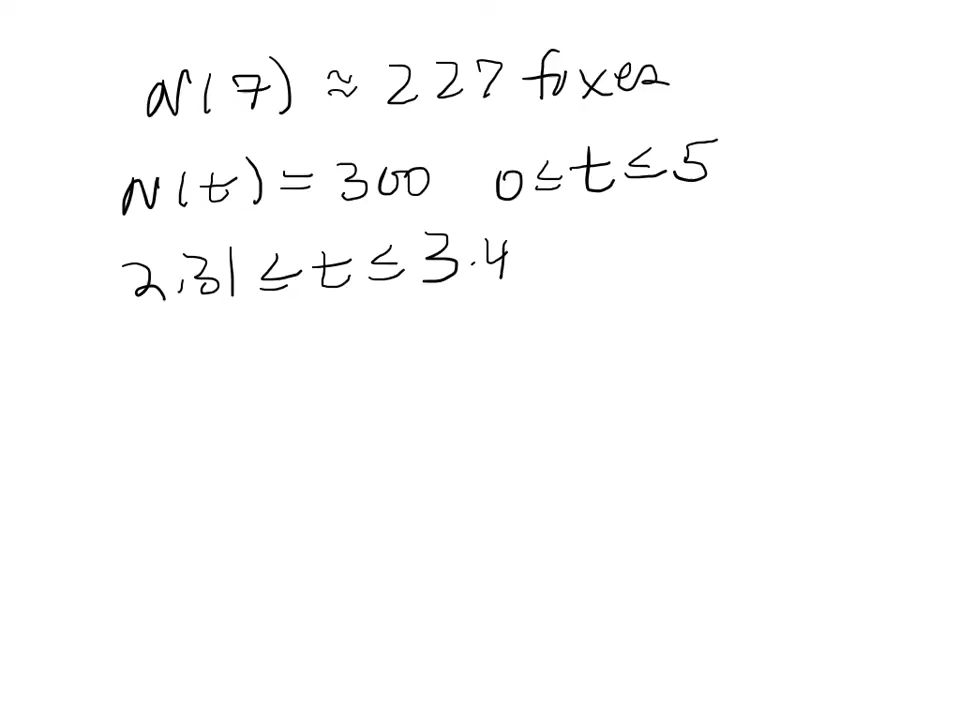 N(7) ≈ 227 foxes
N(t) = 300 0 ≤ t ≤ 5
2.31 ≤ t ≤ 3.4